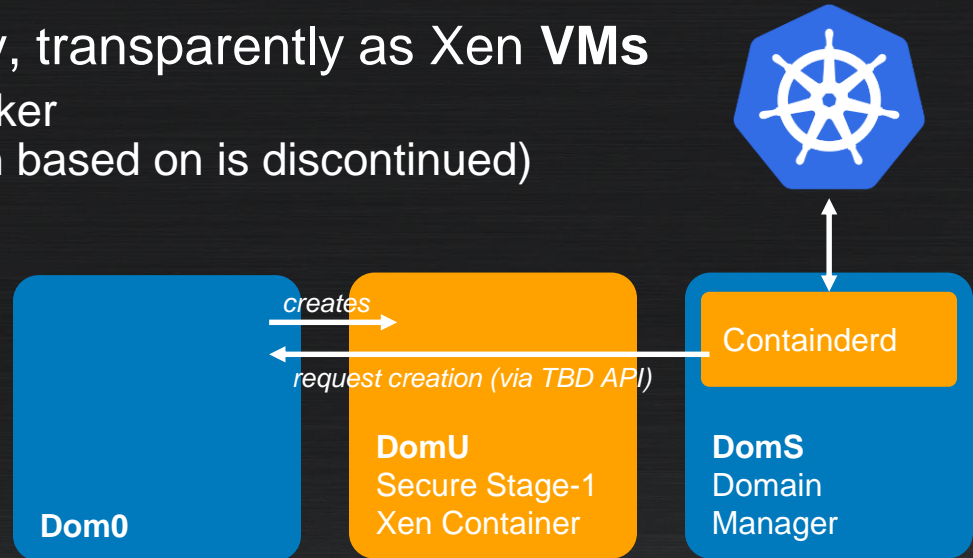 , transparently as Xen VMs
ker
based on is discontinued)
creates
Containderd
request creation (via TBD API)
DomU
Secure Stage-1
Xen Container
DomS
Domain
Manager
Dom0